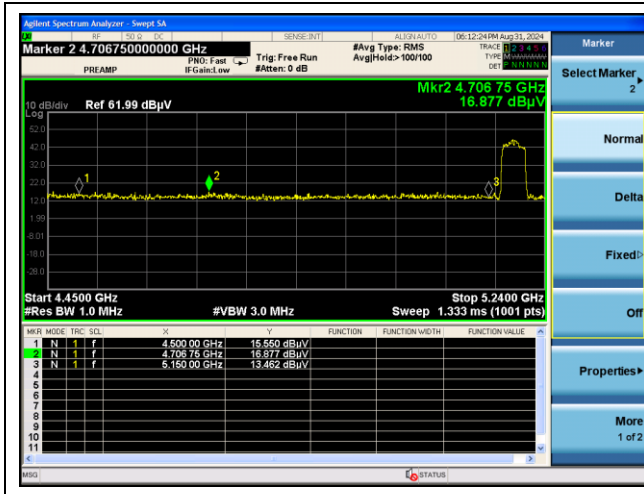 Agilent Spectrum Analyzer - Swept SA
RF 50 Ω DC SENSE:INT ALIGN AUTO 06:12:24 PM Aug 31, 2024
Marker 2 4.706750000000 GHz
PREAMP
PNO: Fast
IFGain:Low
Trig: Free Run
#Atten: 0 dB
#Avg Type: RMS
Avg|Hold:> 100/100
TRACE 1 2 3 4 5 6
TYPE
DET P N N N N N
Mkr2 4.706 75 GHz
16.877 dBµV
10 dB/div Ref 61.99 dBµV
Log
52.0
42.0
32.0
22.0
12.0
1.99
-8.01
-18.0
-28.0
1
2
3
Start 4.4500 GHz Stop 5.2400 GHz
#Res BW 1.0 MHz #VBW 3.0 MHz Sweep 1.333 ms (1001 pts)
MKR MODE TRC SCL X Y FUNCTION FUNCTION WIDTH FUNCTION VALUE
1 N 1 f 4.500 00 GHz 15.550 dBµV
2 N 1 f 4.706 75 GHz 16.877 dBµV
3 N 1 f 5.150 00 GHz 13.462 dBµV
4
5
6
7
8
9
10
11
MSG STATUS
Marker
Select Marker
2
Normal
Delta
Fixed
Off
Properties
More
1 of 2